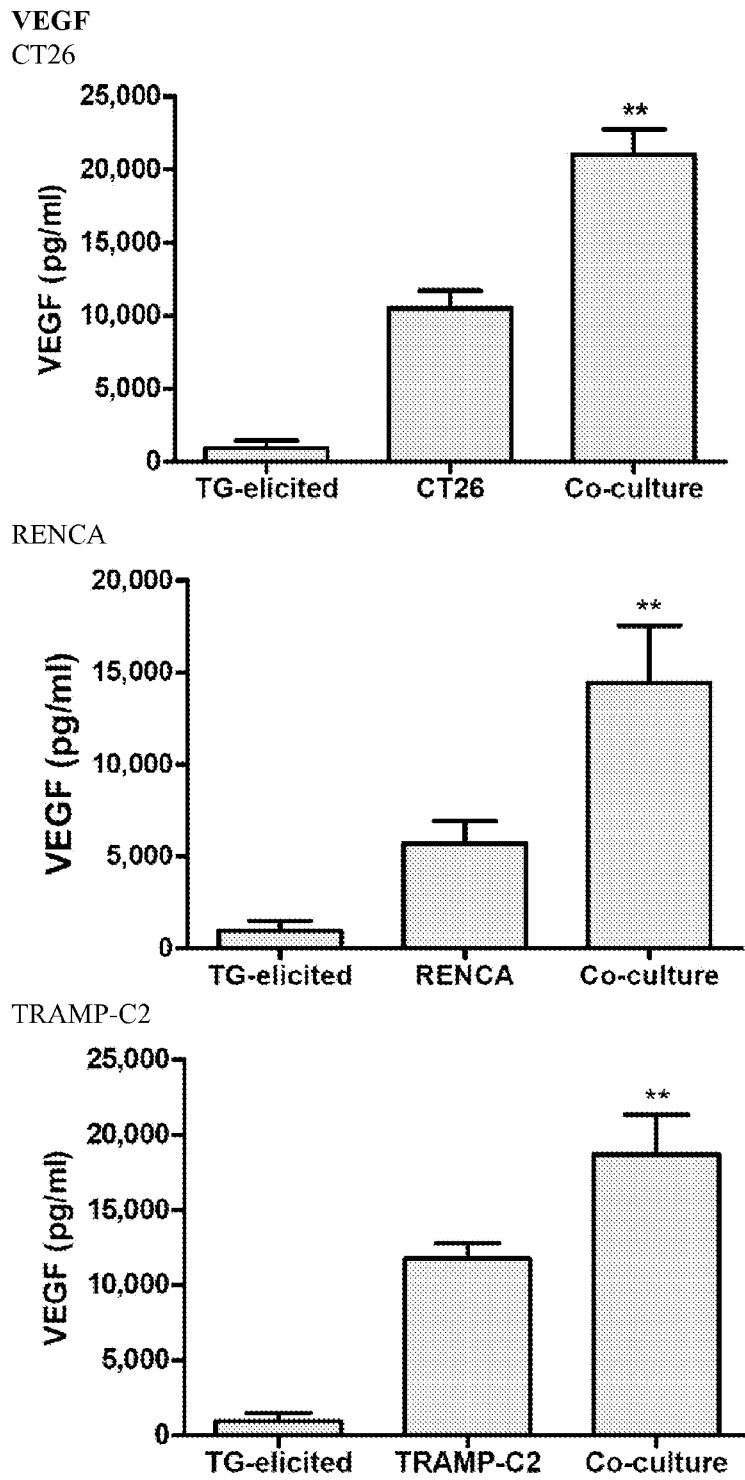 VEGF
CT26
VEGF (pg/ml)
25,000
20,000
15,000
10,000
5,000
0
**
TG-elicited CT26 Co-culture
RENCA
VEGF (pg/ml)
20,000
15,000
10,000
5,000
0
**
TG-elicited RENCA Co-culture
TRAMP-C2
VEGF (pg/ml)
25,000
20,000
15,000
10,000
5,000
0
**
TG-elicited TRAMP-C2 Co-culture